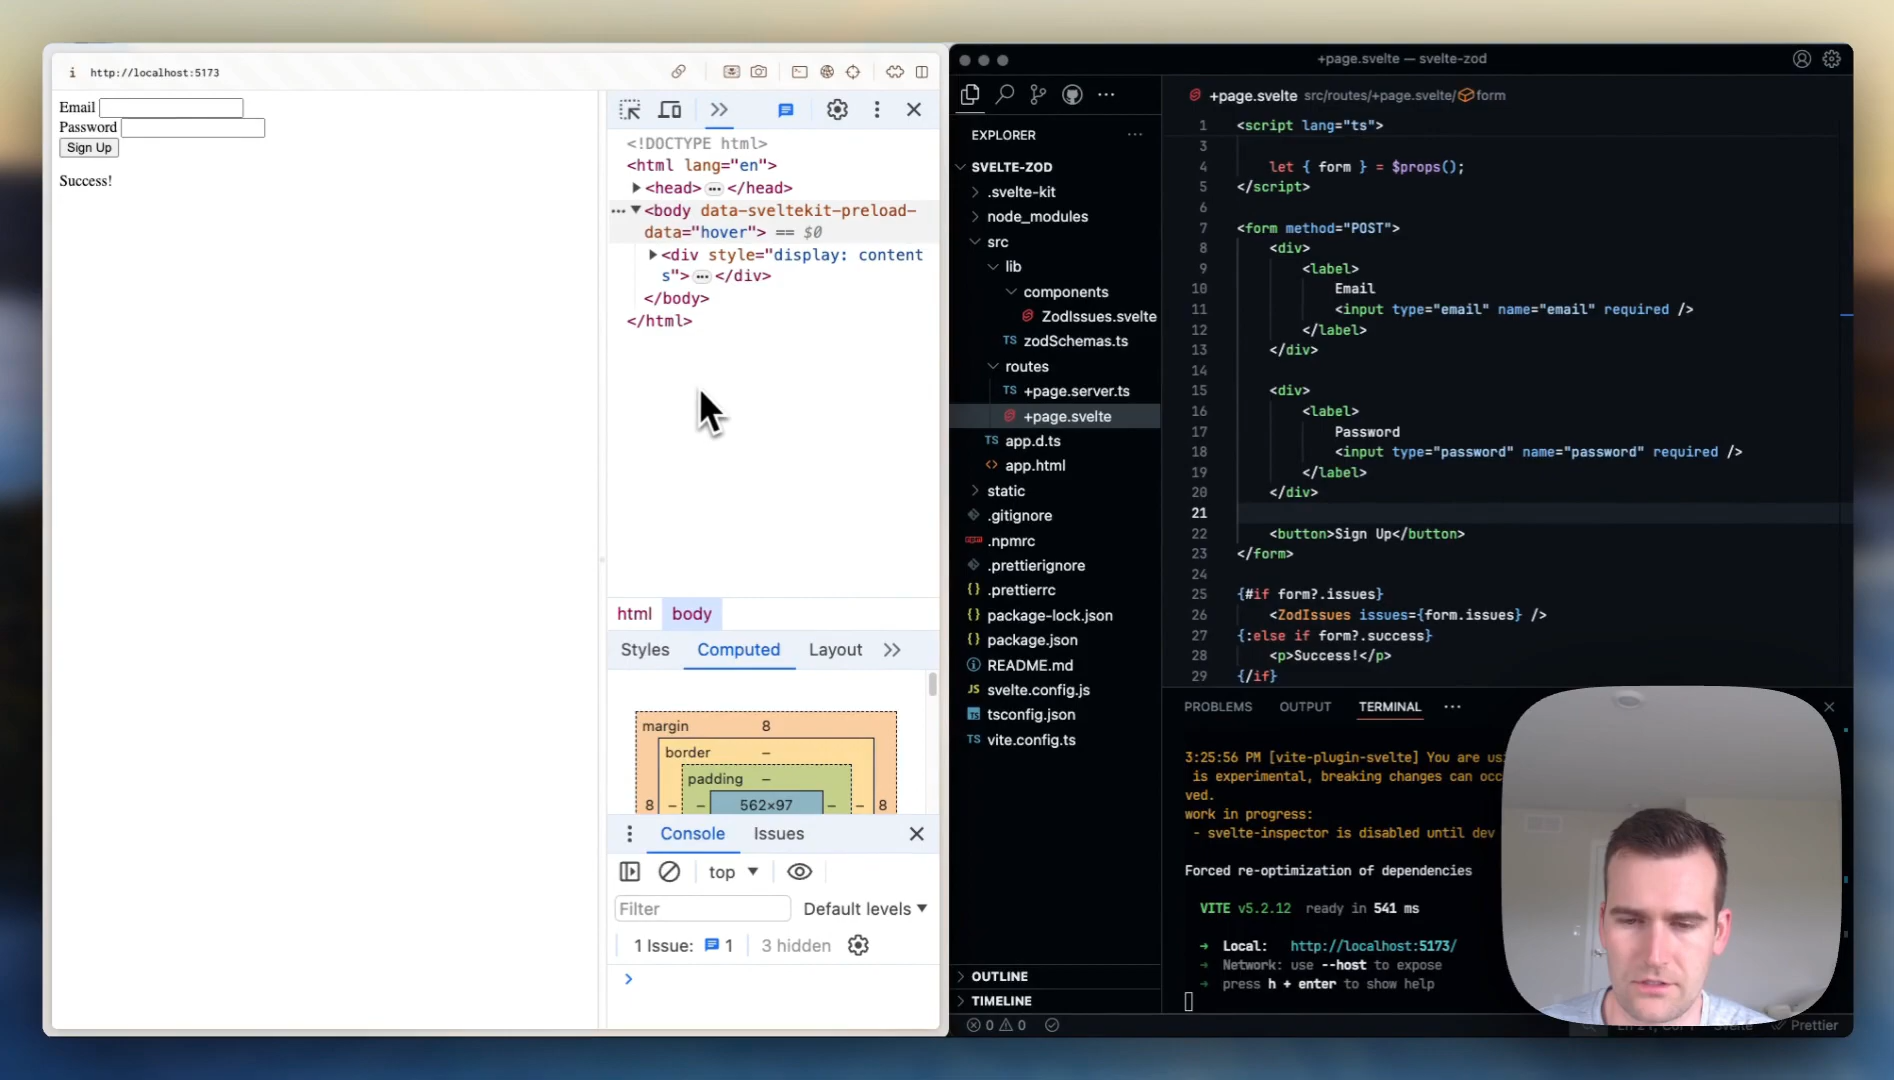 http://localhost:5173
Email
Password
Sign Up
Success!
<!DOCTYPE html>
<html lang="en">
<head> ••• </head>
<body data-sveltekit-preload-
data="hover"> == $0
<div style="display: content
s"> ••• </div>
</body>
</html>
html body
Styles Computed Layout
margin 8
border –
padding –
8 – – 562×97 – – 8
Console Issues
top
Filter Default levels
1 Issue: 1 3 hidden
>
+page.svelte — svelte-zod
EXPLORER
SVELTE-ZOD
.svelte-kit
node_modules
src
lib
components
ZodIssues.svelte
TS zodSchemas.ts
routes
TS +page.server.ts
+page.svelte
TS app.d.ts
<> app.html
static
.gitignore
.npmrc
.prettierignore
{} .prettierrc
{} package-lock.json
{} package.json
README.md
JS svelte.config.js
TS tsconfig.json
TS vite.config.ts
OUTLINE
TIMELINE
0 0
+page.svelte src/routes/+page.svelte/ form
1 <script lang="ts">
3
4 let { form } = $props();
5 </script>
6
7 <form method="POST">
8 <div>
9 <label>
10 Email
11 <input type="email" name="email" required />
12 </label>
13 </div>
14
15 <div>
16 <label>
17 Password
18 <input type="password" name="password" required />
19 </label>
20 </div>
21
22 <button>Sign Up</button>
23 </form>
24
25 {#if form?.issues}
26 <ZodIssues issues={form.issues} />
27 {:else if form?.success}
28 <p>Success!</p>
29 {/if}
PROBLEMS OUTPUT TERMINAL
3:25:56 PM [vite-plugin-svelte] You are
is experimental, breaking changes can
ved.
work in progress:
- svelte-inspector is disabled until dev
Forced re-optimization of dependencies
VITE v5.2.12 ready in 541 ms
➜ Local: http://localhost:5173/
➜ Network: use --host to expose
➜ press h + enter to show help
Prettier